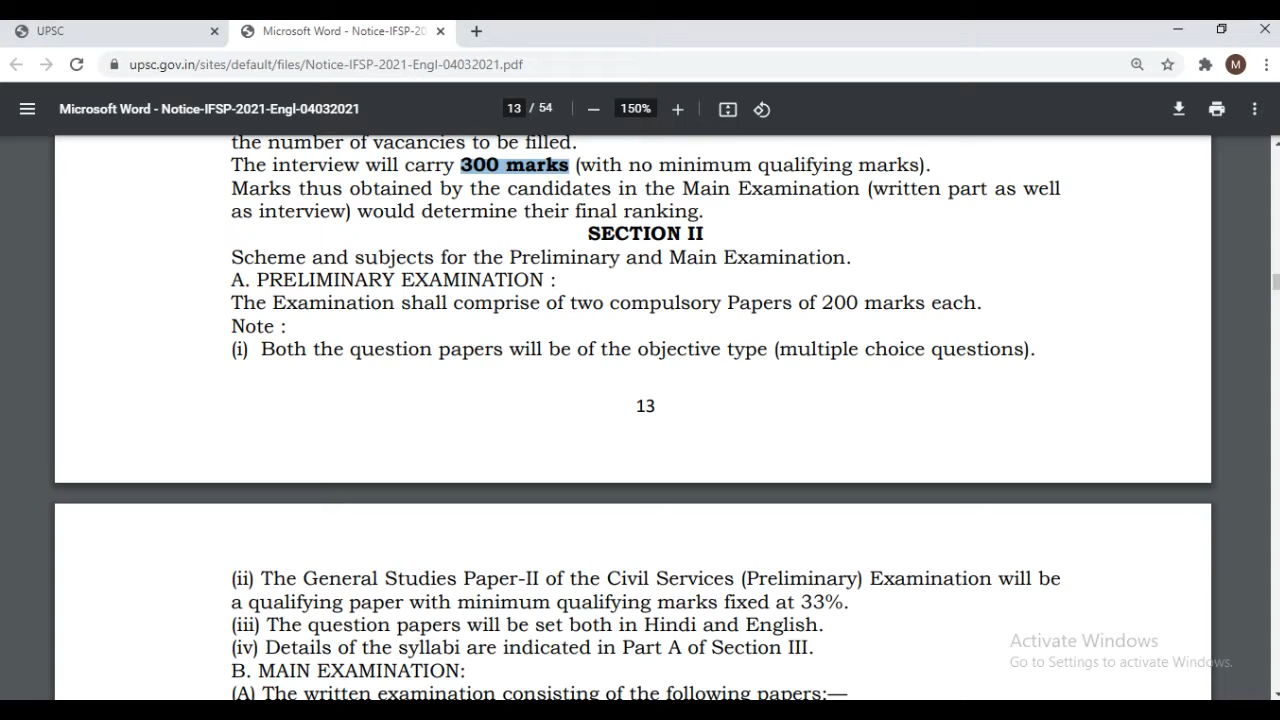 UPSC
Microsoft Word - Notice-IFSP-20
upsc.gov.in/sites/default/files/Notice-IFSP-2021-Engl-04032021.pdf
M
Microsoft Word - Notice-IFSP-2021-Engl-04032021
13 / 54
150%
the number of vacancies to be filled.
The interview will carry 300 marks (with no minimum qualifying marks).
Marks thus obtained by the candidates in the Main Examination (written part as well
as interview) would determine their final ranking.
SECTION II
Scheme and subjects for the Preliminary and Main Examination.
A. PRELIMINARY EXAMINATION :
The Examination shall comprise of two compulsory Papers of 200 marks each.
Note :
(i) Both the question papers will be of the objective type (multiple choice questions).
13
(ii) The General Studies Paper-II of the Civil Services (Preliminary) Examination will be
a qualifying paper with minimum qualifying marks fixed at 33%.
(iii) The question papers will be set both in Hindi and English.
(iv) Details of the syllabi are indicated in Part A of Section III.
B. MAIN EXAMINATION:
(A) The written examination consisting of the following papers:—
Activate Windows
Go to Settings to activate Windows.